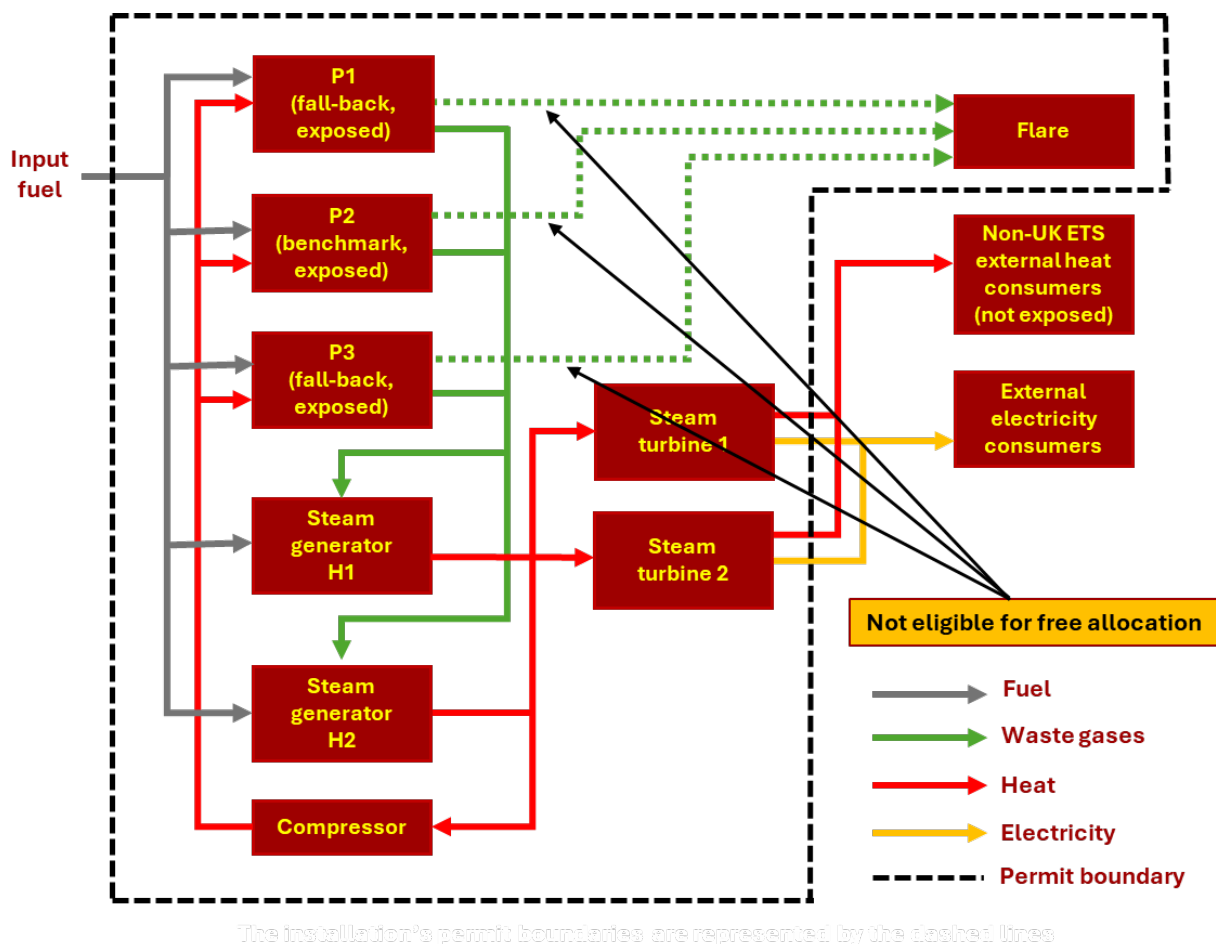 P1
(fall-back,
exposed)
Flare
Input
fuel
P2
(benchmark,
exposed)
Non-UK ETS
external heat
consumers
(not exposed)
P3
(fall-back,
exposed)
Steam
turbine 1
External
electricity
consumers
Steam
generator
H1
Steam
turbine 2
Not eligible for free allocation
Steam
generator
H2
Compressor
Fuel
Waste gases
Heat
Electricity
Permit boundary
The installation's permit boundaries are represented by the dashed lines